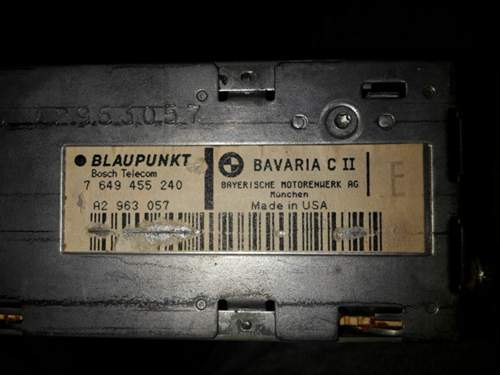 A2963057
BLAUPUNKT
Bosch Telecom
7 649 455 240
A2 963 057
BAVARIA C II
BAYERISCHE MOTORENWERK AG
München
Made in USA
E